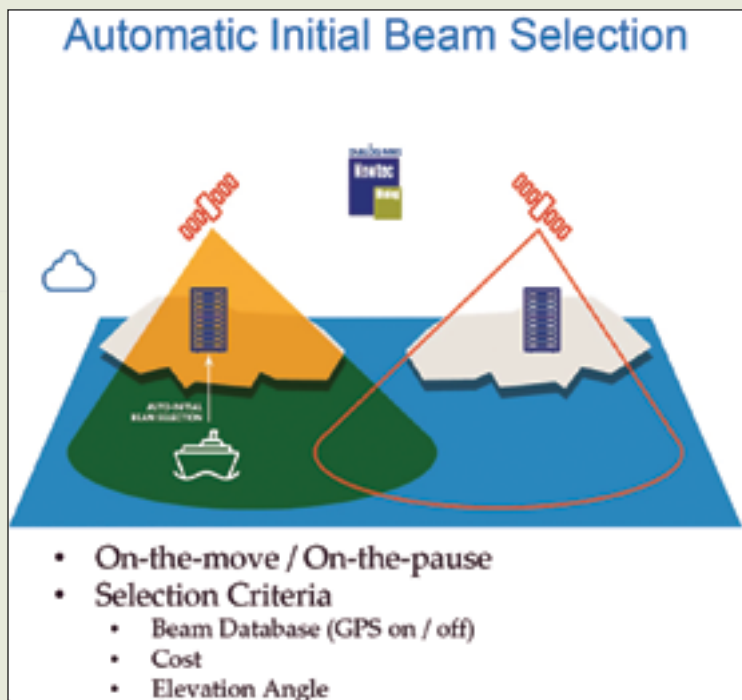 Automatic Initial Beam Selection
Newtec
AUTO-INITIAL
BEAM SELECTION
• On-the-move / On-the-pause
• Selection Criteria
• Beam Database (GPS on / off)
• Cost
• Elevation Angle